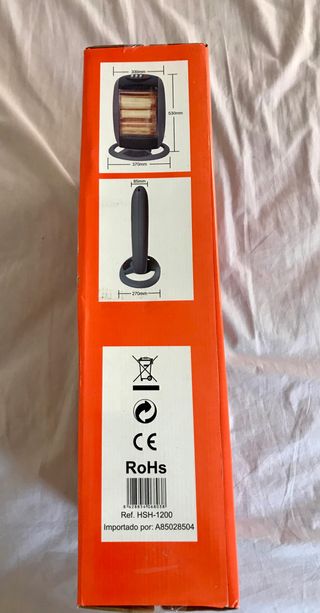 330mm
530mm
370mm
85mm
270mm
CE
RoHs
Ref. HSH-1200
Importado por: A85028504